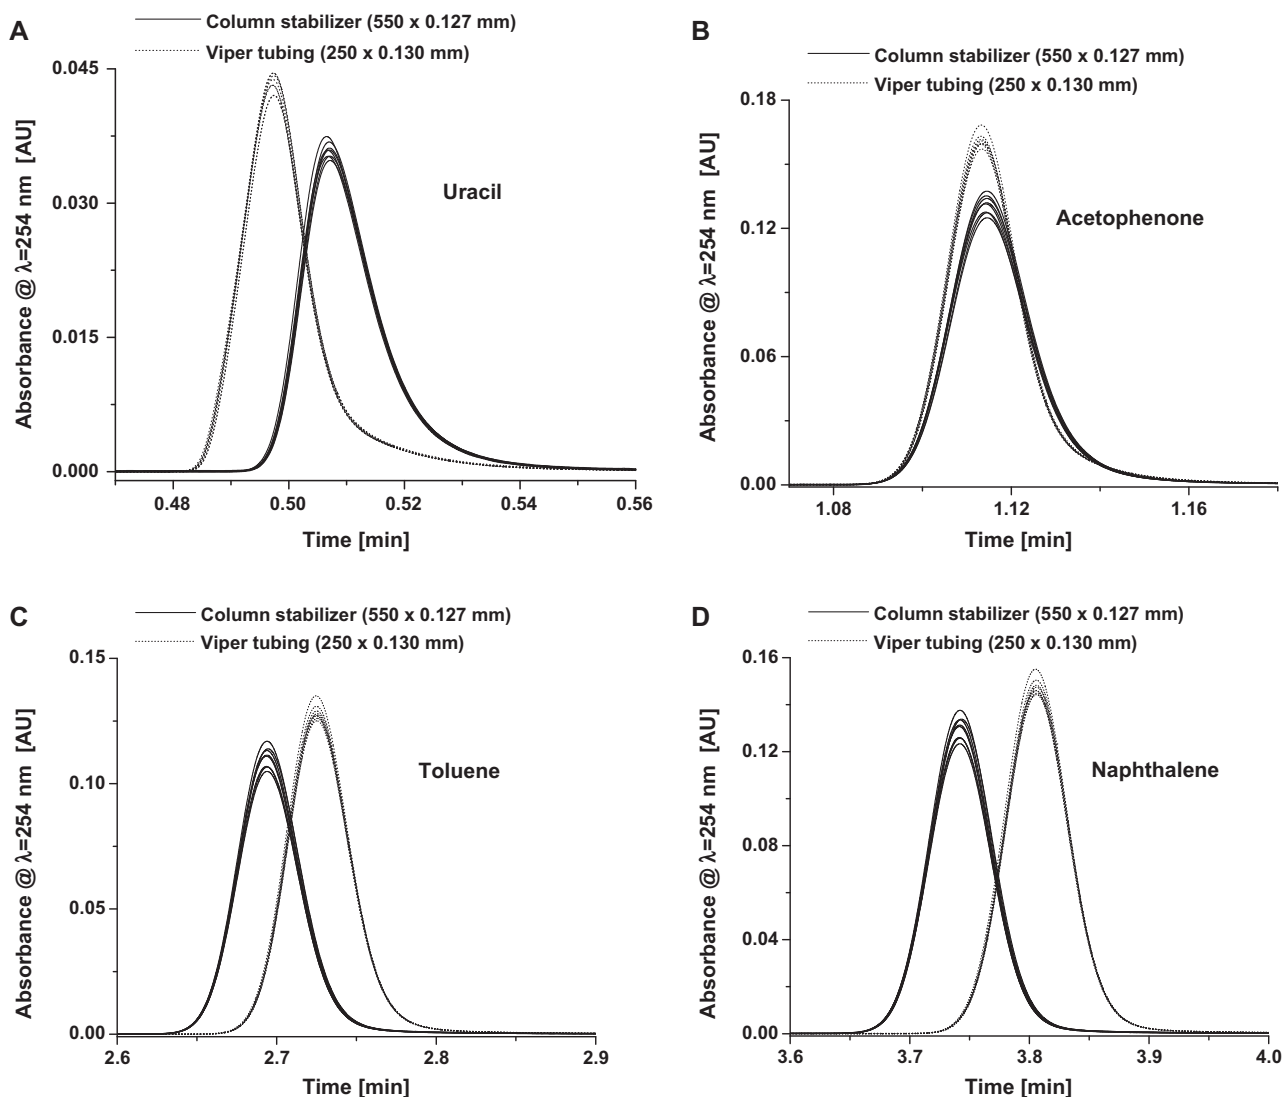 A
Column stabilizer (550 x 0.127 mm)
Viper tubing (250 x 0.130 mm)
0.045
0.030
0.015
0.000
Absorbance @ λ=254 nm [AU]
Uracil
0.48 0.50 0.52 0.54 0.56
Time [min]
B
Column stabilizer (550 x 0.127 mm)
Viper tubing (250 x 0.130 mm)
0.18
0.12
0.06
0.00
Absorbance @ λ=254 nm [AU]
Acetophenone
1.08 1.12 1.16
Time [min]
C
Column stabilizer (550 x 0.127 mm)
Viper tubing (250 x 0.130 mm)
0.15
0.10
0.05
0.00
Absorbance @ λ=254 nm [AU]
Toluene
2.6 2.7 2.8 2.9
Time [min]
D
Column stabilizer (550 x 0.127 mm)
Viper tubing (250 x 0.130 mm)
0.16
0.12
0.08
0.04
0.00
Absorbance @ λ=254 nm [AU]
Naphthalene
3.6 3.7 3.8 3.9 4.0
Time [min]